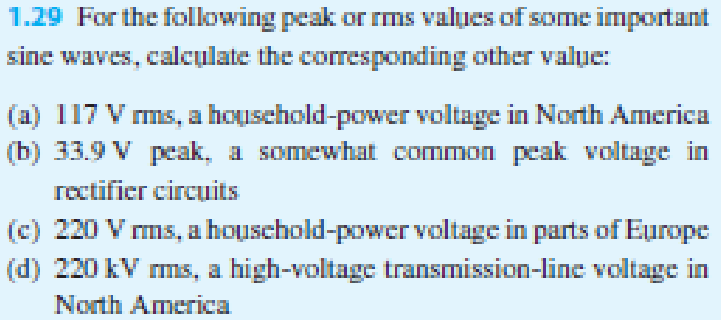 1.29 For the following peak or rms values of some important
sine waves, calculate the corresponding other value:
(a) 117 V rms, a household-power voltage in North America
(b) 33.9 V peak, a somewhat common peak voltage in
rectifier circuits
(c) 220 V rms, a household-power voltage in parts of Europe
(d) 220 kV rms, a high-voltage transmission-line voltage in
North America